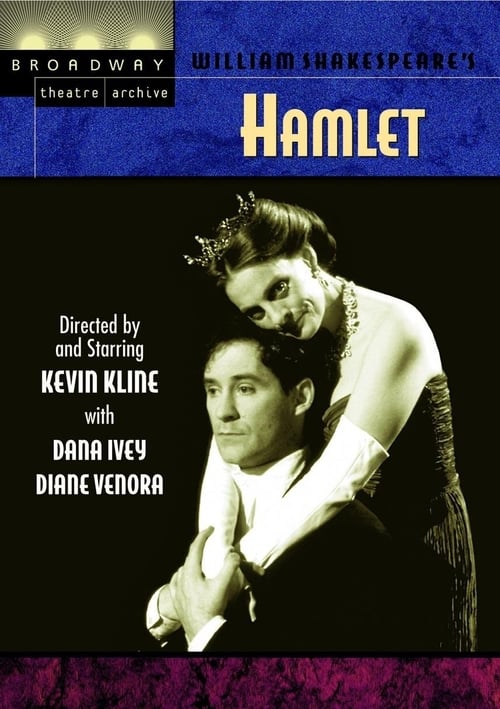 BROADWAY
theatre archive
WILLIAM SHAKESPEARE'S
HAMLET
Directed by
and Starring
KEVIN KLINE
with
DANA IVEY
DIANE VENORA